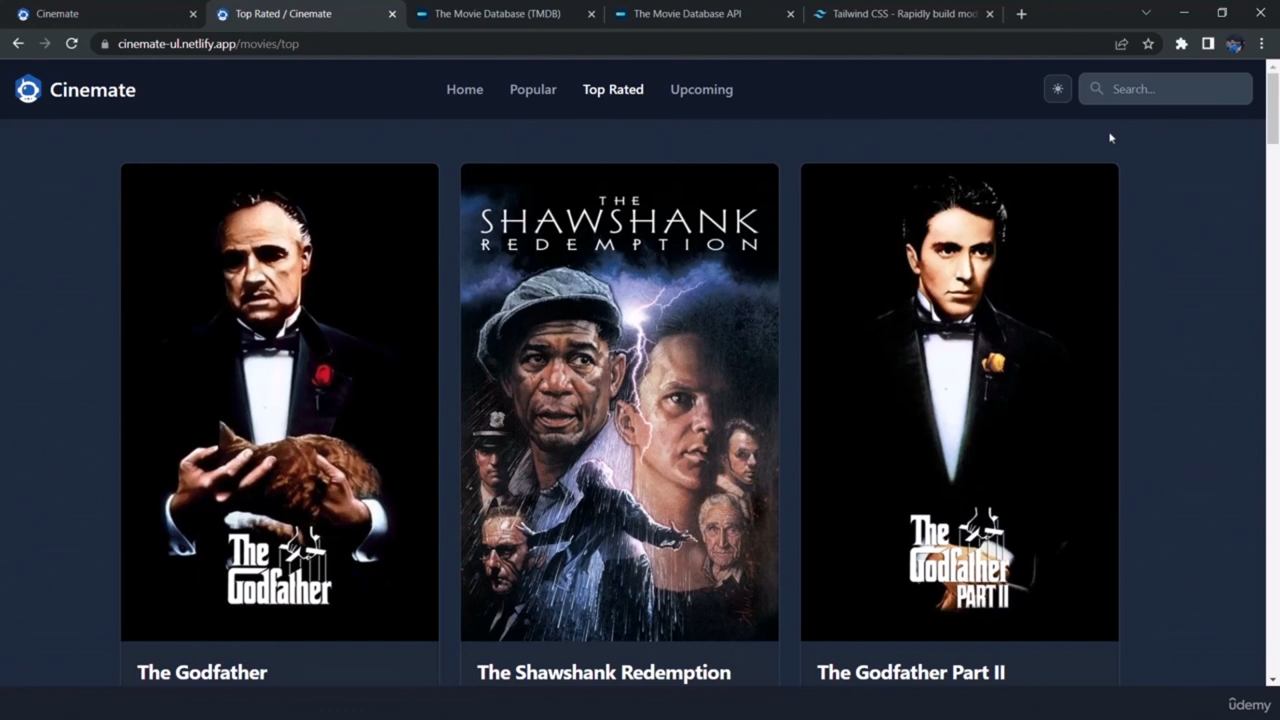 Cinemate
Top Rated / Cinemate
The Movie Database (TMDB)
The Movie Database API
Tailwind CSS - Rapidly build mod
cinemate-ul.netlify.app/movies/top
Cinemate
Home
Popular
Top Rated
Upcoming
Search...
The
Godfather
THE
SHAWSHANK
REDEMPTION
The
Godfather
PART II
The Godfather
The Shawshank Redemption
The Godfather Part II
ûdemy